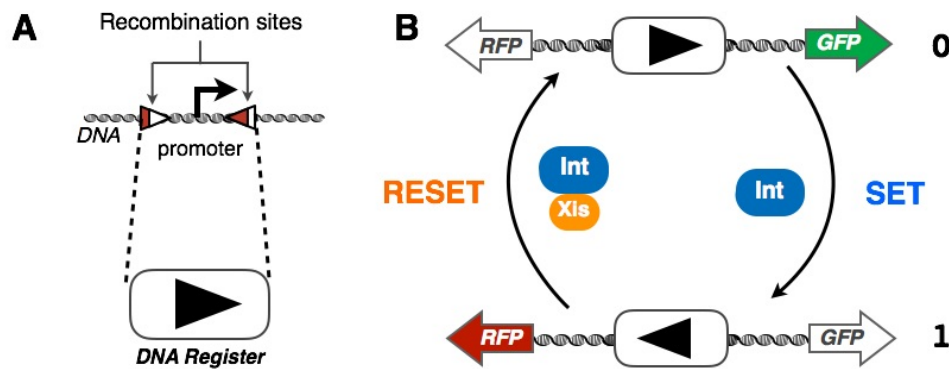 A
Recombination sites
DNA
promoter
DNA Register
B
RFP
GFP
0
RESET
Int
Xis
Int
SET
RFP
GFP
1